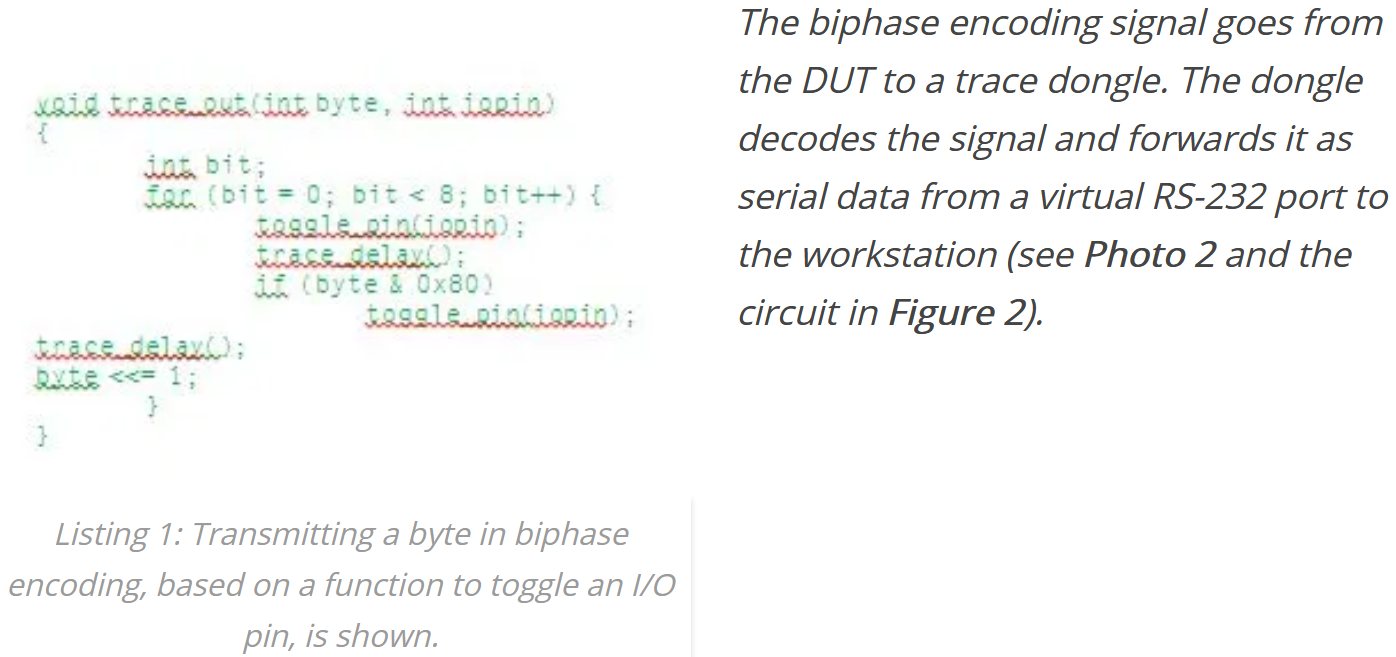 void trace_out(int byte, int iopin)
{
int bit;
for (bit = 0; bit < 8; bit++) {
toggle_pin(iopin);
trace_delay();
if (byte & 0x80)
toggle_pin(iopin);
trace_delay();
byte <<= 1;
}
}
Listing 1: Transmitting a byte in biphase
encoding, based on a function to toggle an I/O
pin, is shown.
The biphase encoding signal goes from
the DUT to a trace dongle. The dongle
decodes the signal and forwards it as
serial data from a virtual RS-232 port to
the workstation (see Photo 2 and the
circuit in Figure 2).